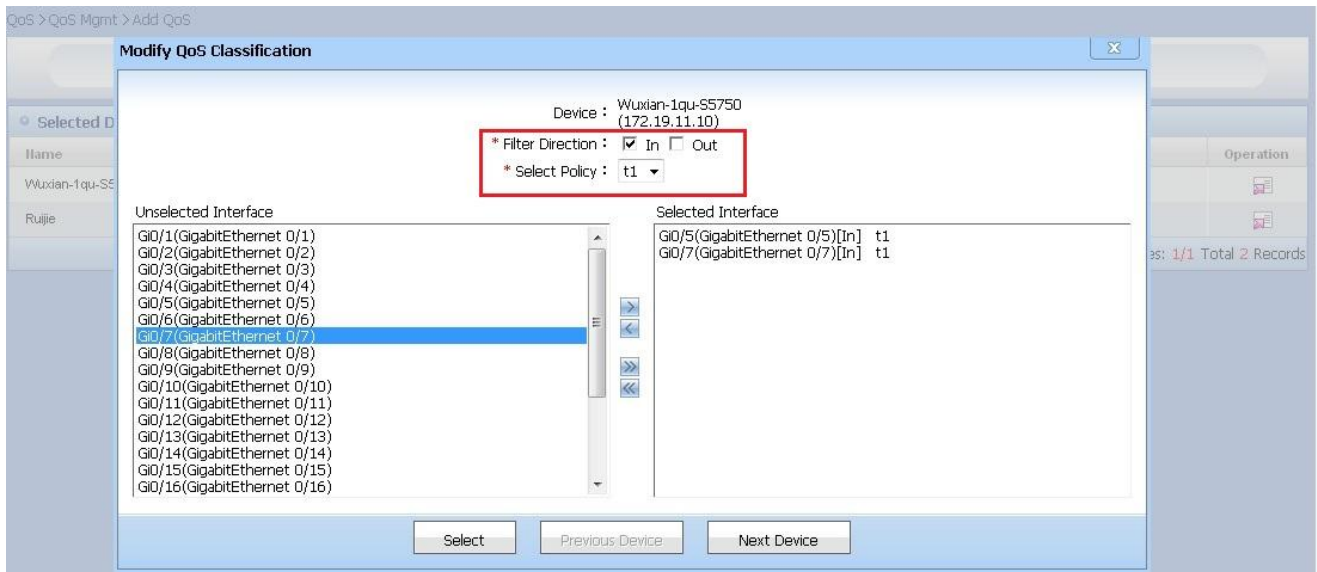 QoS > QoS Mgmt > Add QoS
Modify QoS Classification
Device : Wuxian-1qu-S5750
(172.19.11.10)
* Filter Direction : In Out
* Select Policy : t1
Selected D
Name
Operation
Wuxian-1qu-S5
Ruijie
es: 1/1 Total 2 Records
Unselected Interface
Gi0/1(GigabitEthernet 0/1)
Gi0/2(GigabitEthernet 0/2)
Gi0/3(GigabitEthernet 0/3)
Gi0/4(GigabitEthernet 0/4)
Gi0/5(GigabitEthernet 0/5)
Gi0/6(GigabitEthernet 0/6)
Gi0/7(GigabitEthernet 0/7)
Gi0/8(GigabitEthernet 0/8)
Gi0/9(GigabitEthernet 0/9)
Gi0/10(GigabitEthernet 0/10)
Gi0/11(GigabitEthernet 0/11)
Gi0/12(GigabitEthernet 0/12)
Gi0/13(GigabitEthernet 0/13)
Gi0/14(GigabitEthernet 0/14)
Gi0/15(GigabitEthernet 0/15)
Gi0/16(GigabitEthernet 0/16)
Selected Interface
Gi0/5(GigabitEthernet 0/5)[In] t1
Gi0/7(GigabitEthernet 0/7)[In] t1
Select
Previous Device
Next Device